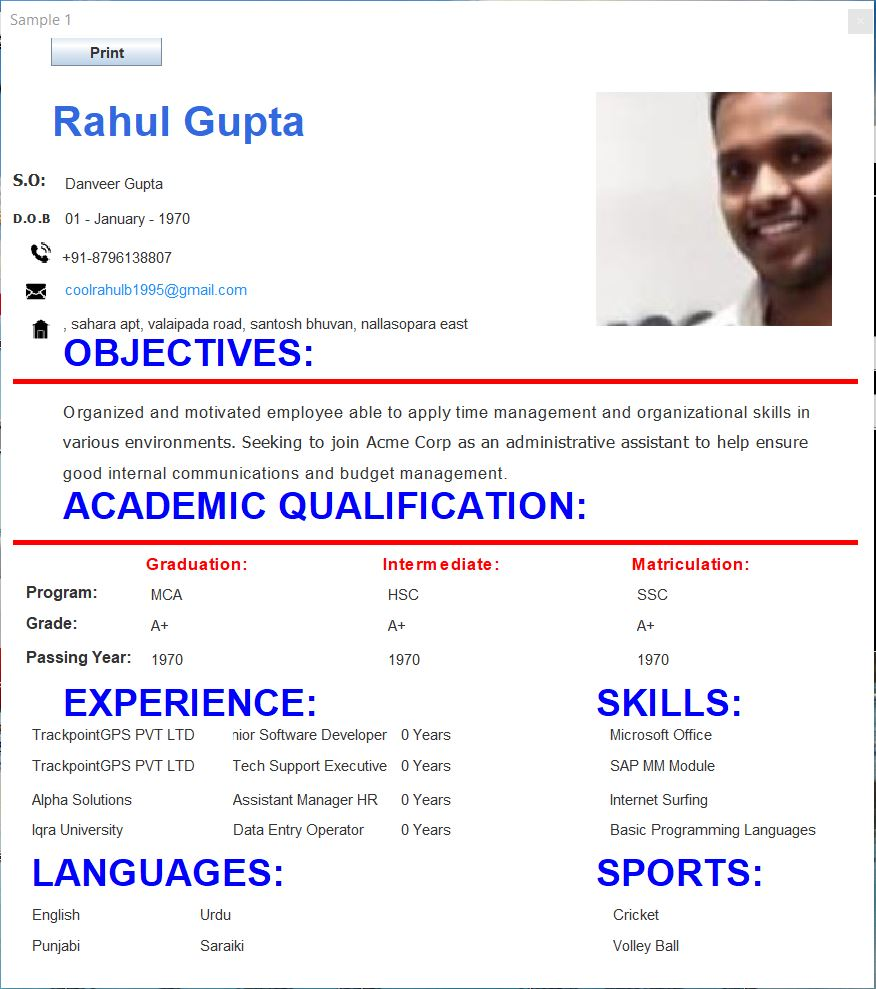 Sample 1
Print
Rahul Gupta
S.O: Danveer Gupta
D.O.B 01 - January - 1970
+91-8796138807
coolrahulb1995@gmail.com
, sahara apt, valaipada road, santosh bhuvan, nallasopara east
OBJECTIVES:
Organized and motivated employee able to apply time management and organizational skills in
various environments. Seeking to join Acme Corp as an administrative assistant to help ensure
good internal communications and budget management.
ACADEMIC QUALIFICATION:
Graduation: Intermediate: Matriculation:
Program: MCA HSC SSC
Grade: A+ A+ A+
Passing Year: 1970 1970 1970
EXPERIENCE: SKILLS:
TrackpointGPS PVT LTD nior Software Developer 0 Years Microsoft Office
TrackpointGPS PVT LTD Tech Support Executive 0 Years SAP MM Module
Alpha Solutions Assistant Manager HR 0 Years Internet Surfing
Iqra University Data Entry Operator 0 Years Basic Programming Languages
LANGUAGES: SPORTS:
English Urdu Cricket
Punjabi Saraiki Volley Ball